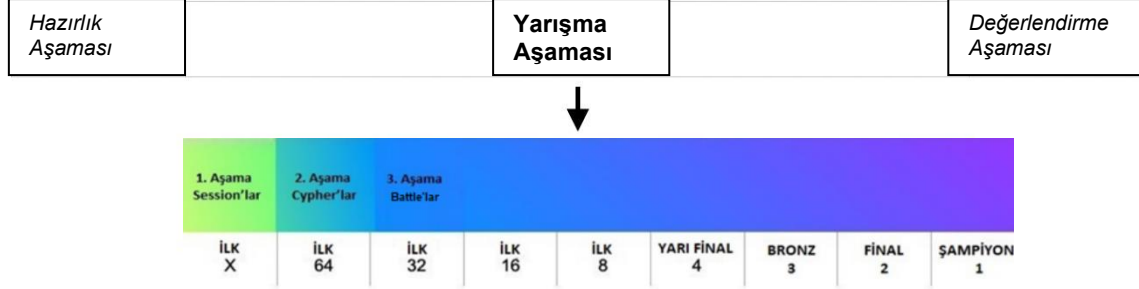 Hazırlık
Aşaması
Yarışma
Aşaması
Değerlendirme
Aşaması
1. Aşama
Session'lar
2. Aşama
Cypher'lar
3. Aşama
Battle'lar
İLK
X
İLK
64
İLK
32
İLK
16
İLK
8
YARI FİNAL
4
BRONZ
3
FİNAL
2
ŞAMPİYON
1